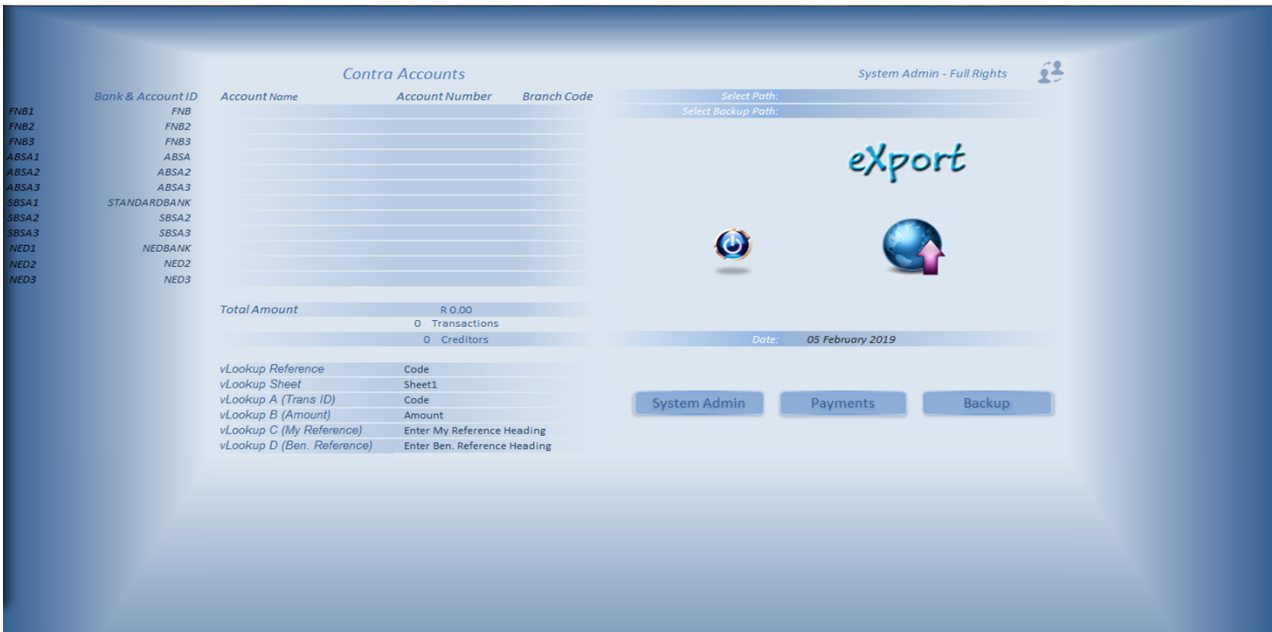 Contra Accounts
System Admin - Full Rights
Bank & Account ID Account Name Account Number Branch Code
Select Path:
FNB1 FNB
Select Backup Path:
FNB2 FNB2
FNB3 FNB3
ABSA1 ABSA
ABSA2 ABSA2
ABSA3 ABSA3
SBSA1 STANDARDBANK
SBSA2 SBSA2
SBSA3 SBSA3
NED1 NEDBANK
NED2 NED2
NED3 NED3
eXport
Total Amount R 0.00
0 Transactions
0 Creditors
Date: 05 February 2019
vLookup Reference Code
vLookup Sheet Sheet1
vLookup A (Trans ID) Code
vLookup B (Amount) Amount
vLookup C (My Reference) Enter My Reference Heading
vLookup D (Ben. Reference) Enter Ben. Reference Heading
System Admin Payments Backup